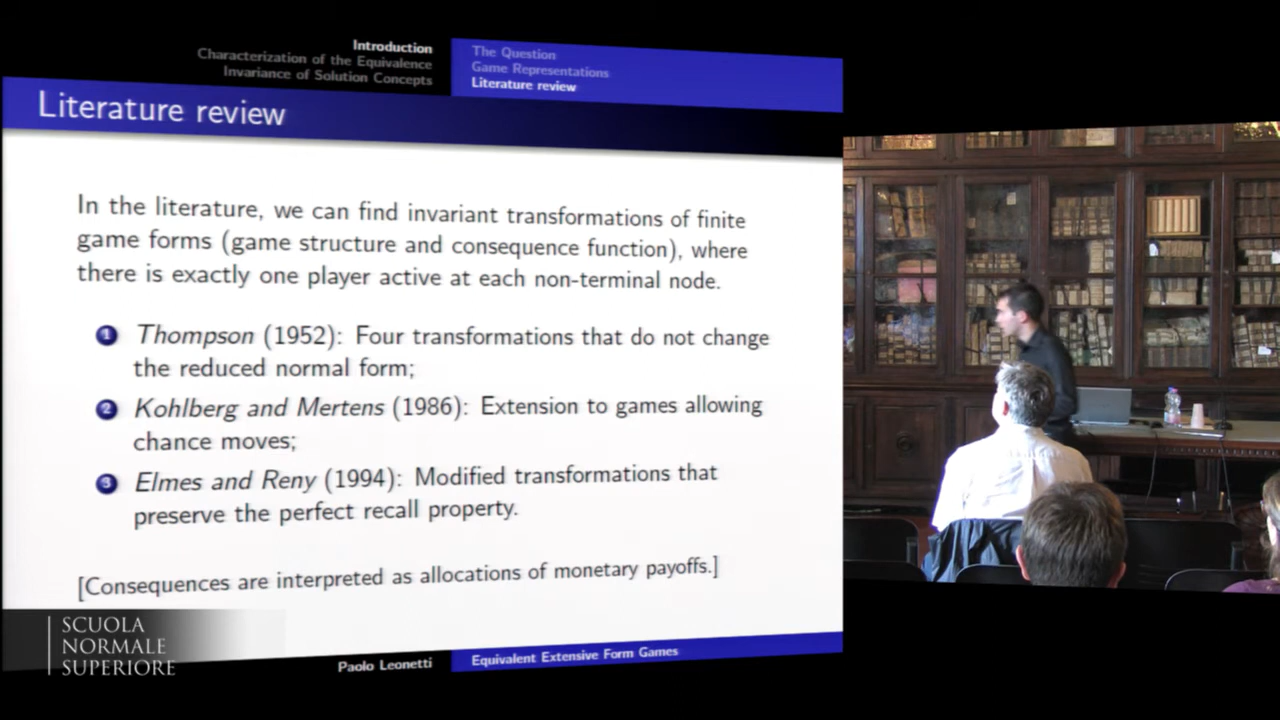 Introduction
Characterization of the Equivalence
Invariance of Solution Concepts
The Question
Game Representations
Literature review
Literature review
In the literature, we can find invariant transformations of finite
game forms (game structure and consequence function), where
there is exactly one player active at each non-terminal node.
1 Thompson (1952): Four transformations that do not change
the reduced normal form;
2 Kohlberg and Mertens (1986): Extension to games allowing
chance moves;
3 Elmes and Reny (1994): Modified transformations that
preserve the perfect recall property.
[Consequences are interpreted as allocations of monetary payoffs.]
SCUOLA
NORMALE
SUPERIORE
Paolo Leonetti
Equivalent Extensive Form Games